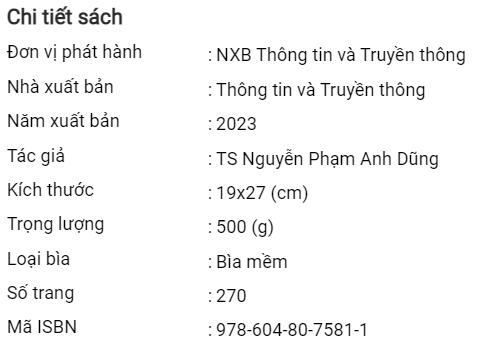 Chi tiết sách
Đơn vị phát hành : NXB Thông tin và Truyền thông
Nhà xuất bản : Thông tin và Truyền thông
Năm xuất bản : 2023
Tác giả : TS Nguyễn Phạm Anh Dũng
Kích thước : 19x27 (cm)
Trọng lượng : 500 (g)
Loại bìa : Bìa mềm
Số trang : 270
Mã ISBN : 978-604-80-7581-1